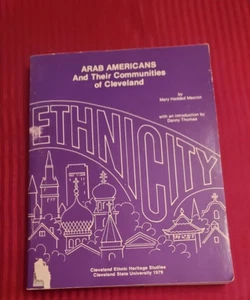 ARAB AMERICANS
And Their Communities
of Cleveland
by
Mary Haddad Macron
with an introduction by
Danny Thomas
ETHNICITY
Cleveland Ethnic Heritage Studies
Cleveland State University 1979